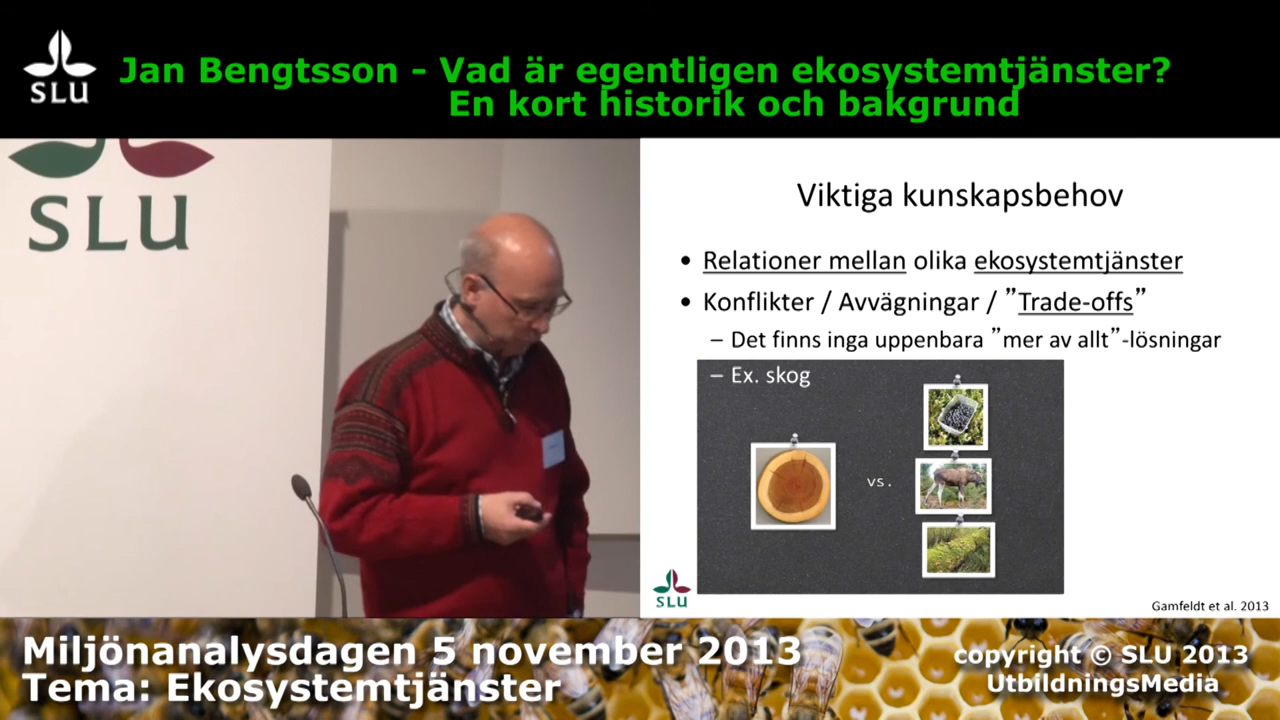 SLU
Jan Bengtsson - Vad är egentligen ekosystemtjänster?
En kort historik och bakgrund
SLU
Viktiga kunskapsbehov
• Relationer mellan olika ekosystemtjänster
• Konflikter / Avvägningar / ”Trade-offs”
– Det finns inga uppenbara ”mer av allt”-lösningar
– Ex. skog
vs.
SLU
Gamfeldt et al. 2013
Miljönanalysdagen 5 november 2013
Tema: Ekosystemtjänster
copyright © SLU 2013
UtbildningsMedia